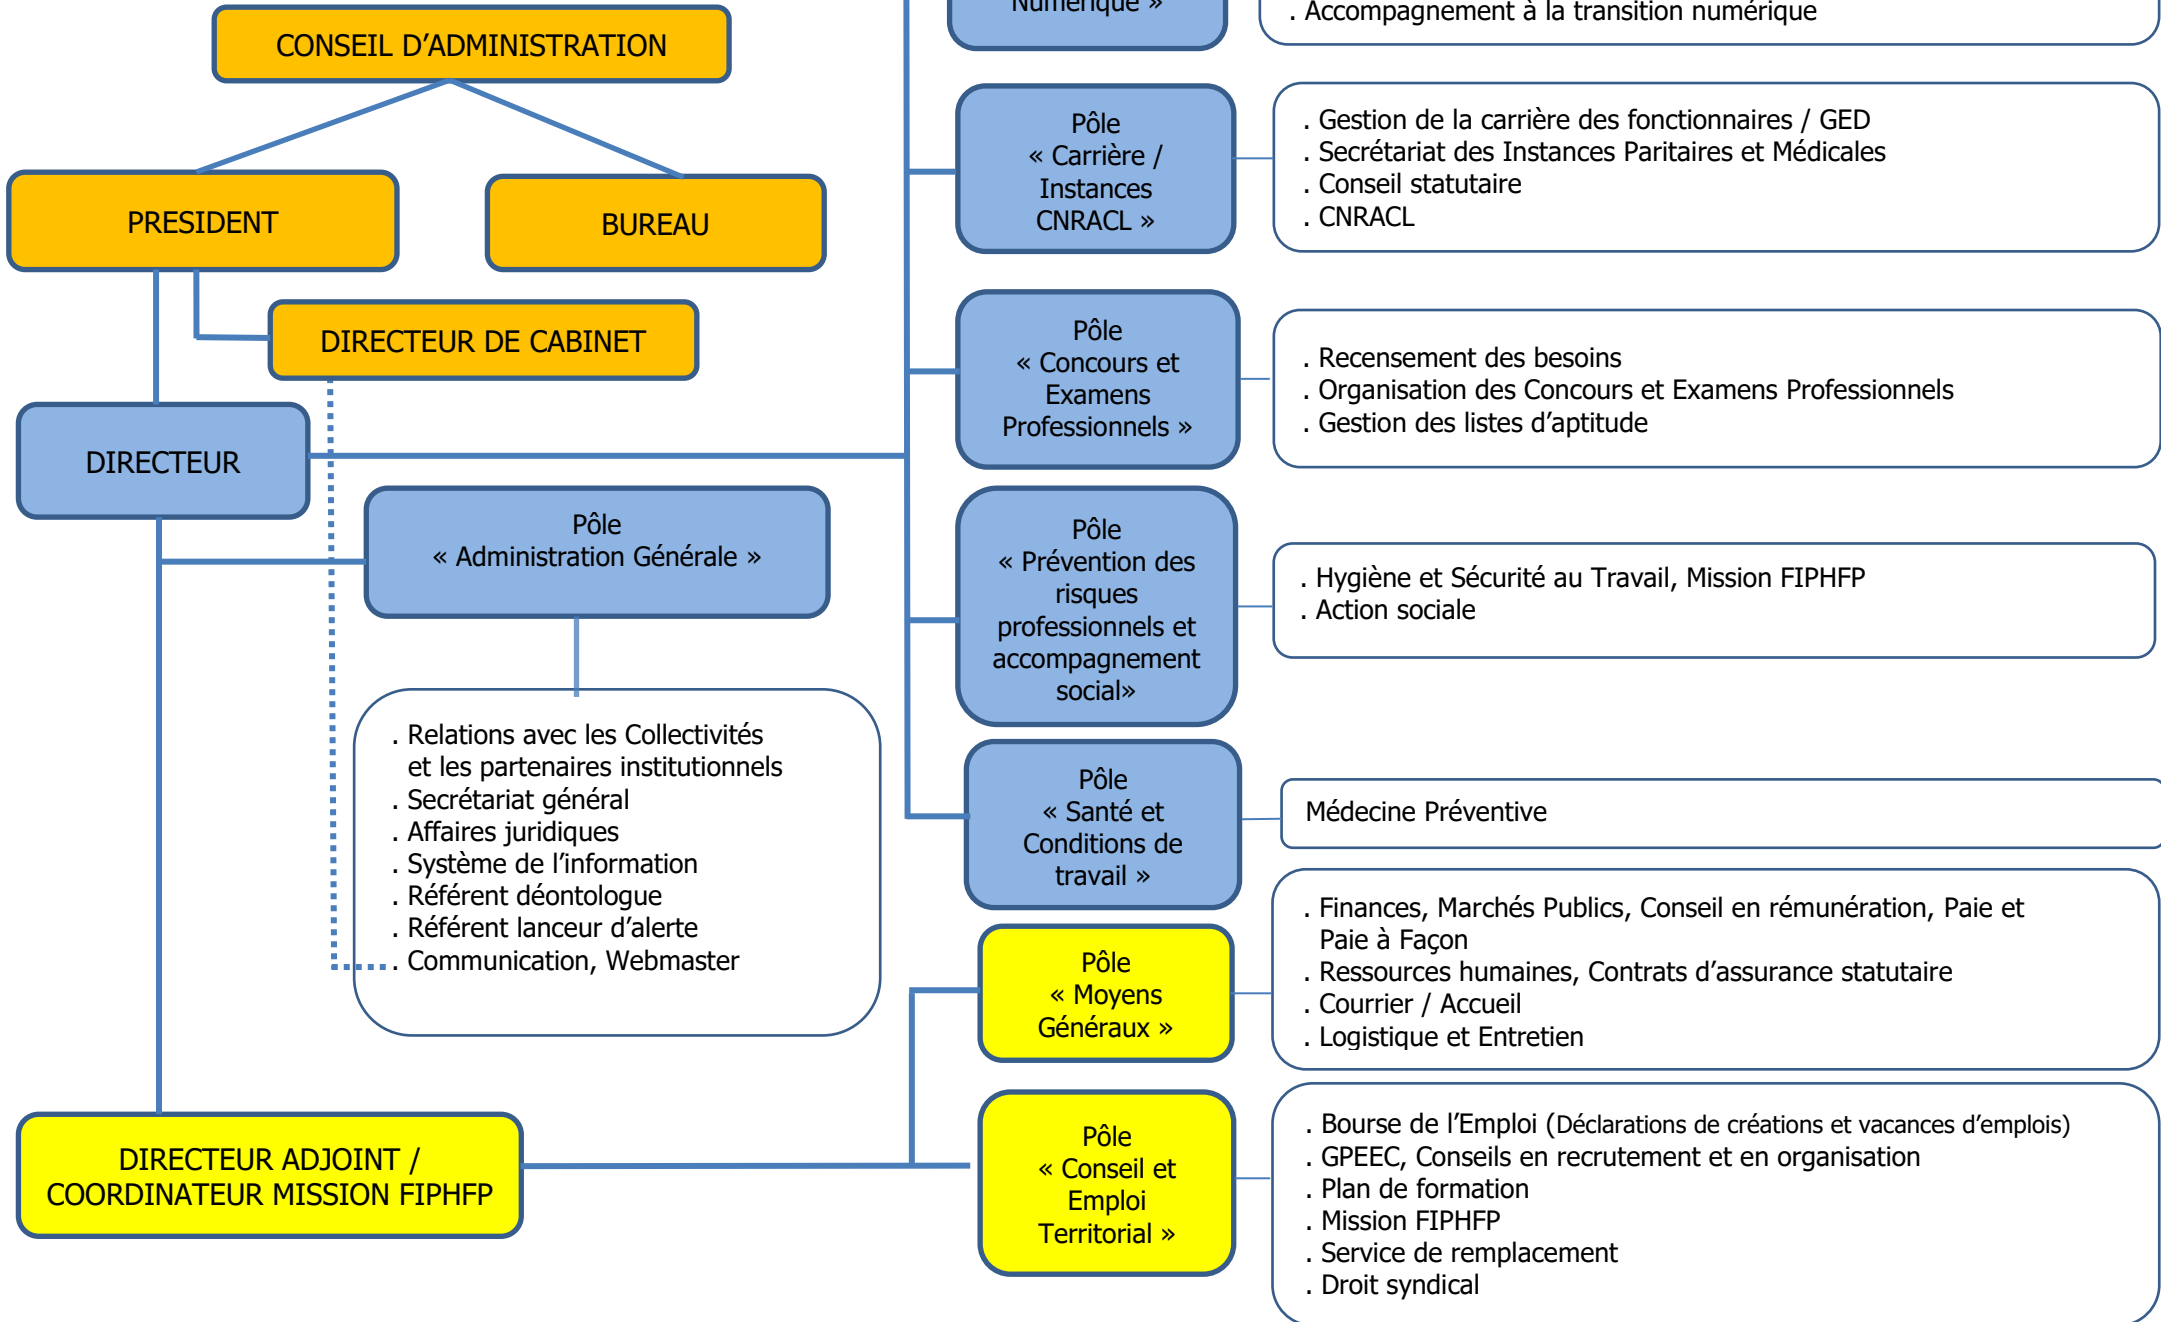 Numérique »
. Accompagnement à la transition numérique
CONSEIL D’ADMINISTRATION
PRESIDENT
BUREAU
DIRECTEUR DE CABINET
DIRECTEUR
Pôle
« Administration Générale »
. Relations avec les Collectivités
et les partenaires institutionnels
. Secrétariat général
. Affaires juridiques
. Système de l’information
. Référent déontologue
. Référent lanceur d’alerte
. Communication, Webmaster
DIRECTEUR ADJOINT /
COORDINATEUR MISSION FIPHFP
Pôle
« Carrière /
Instances
CNRACL »
. Gestion de la carrière des fonctionnaires / GED
. Secrétariat des Instances Paritaires et Médicales
. Conseil statutaire
. CNRACL
Pôle
« Concours et
Examens
Professionnels »
. Recensement des besoins
. Organisation des Concours et Examens Professionnels
. Gestion des listes d’aptitude
Pôle
« Prévention des
risques
professionnels et
accompagnement
social»
. Hygiène et Sécurité au Travail, Mission FIPHFP
. Action sociale
Pôle
« Santé et
Conditions de
travail »
Médecine Préventive
Pôle
« Moyens
Généraux »
. Finances, Marchés Publics, Conseil en rémunération, Paie et
Paie à Façon
. Ressources humaines, Contrats d’assurance statutaire
. Courrier / Accueil
. Logistique et Entretien
Pôle
« Conseil et
Emploi
Territorial »
. Bourse de l’Emploi (Déclarations de créations et vacances d’emplois)
. GPEEC, Conseils en recrutement et en organisation
. Plan de formation
. Mission FIPHFP
. Service de remplacement
. Droit syndical